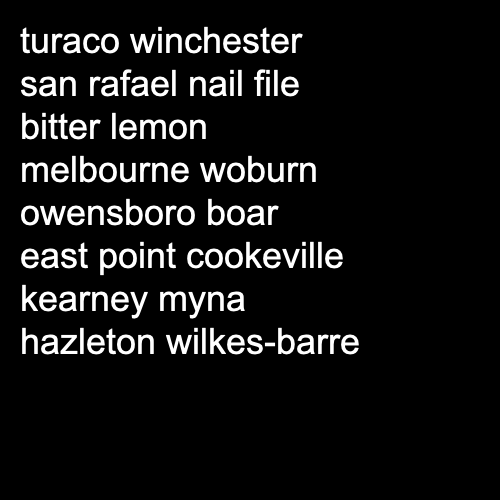 turaco winchester
san rafael nail file
bitter lemon
melbourne woburn
owensboro boar
east point cookeville
kearney myna
hazleton wilkes-barre